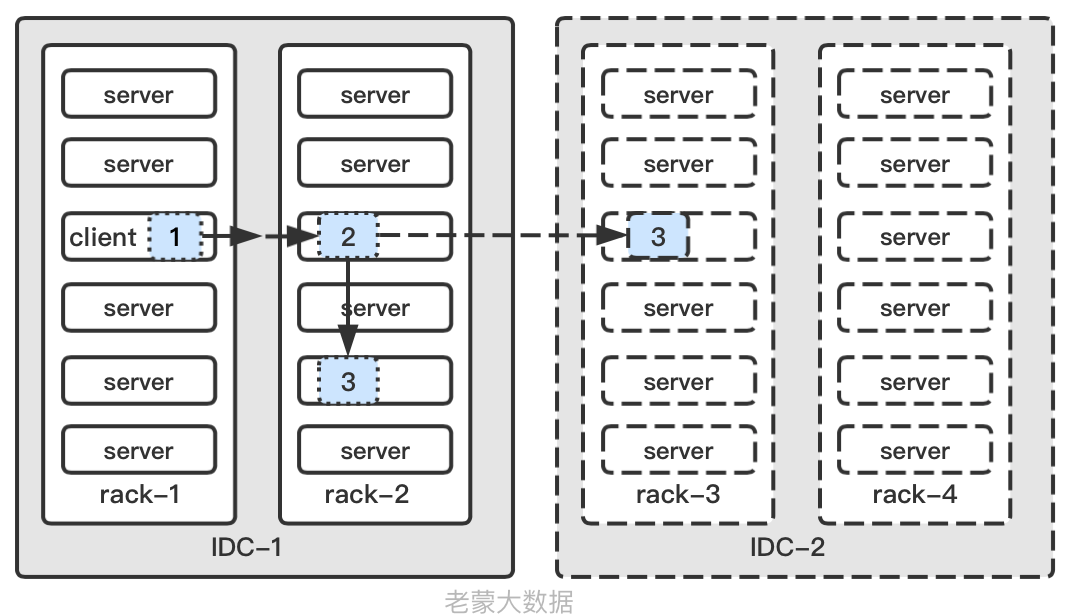 server server server server
server server server server
client 1 2 3 server
server server server server
server 3 server server
server server server server
rack-1 rack-2 rack-3 rack-4
IDC-1 IDC-2
老蒙大数据